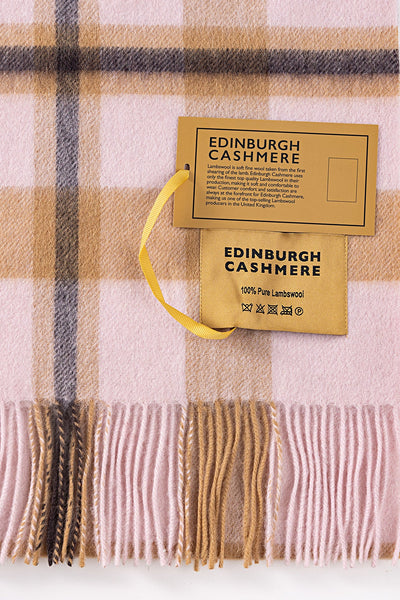 EDINBURGH
CASHMERE
Lambswool is soft fine wool taken from the first
shearing of the lamb. Edinburgh Cashmere uses
only the finest top quality Lambswool in their
production, making it soft and comfortable to
wear. Customer comfort and satisfaction are
always at the forefront for Edinburgh Cashmere,
making us one of the top-selling Lambswool
producers in the United Kingdom.
EDINBURGH
CASHMERE
100% Pure Lambswool
P